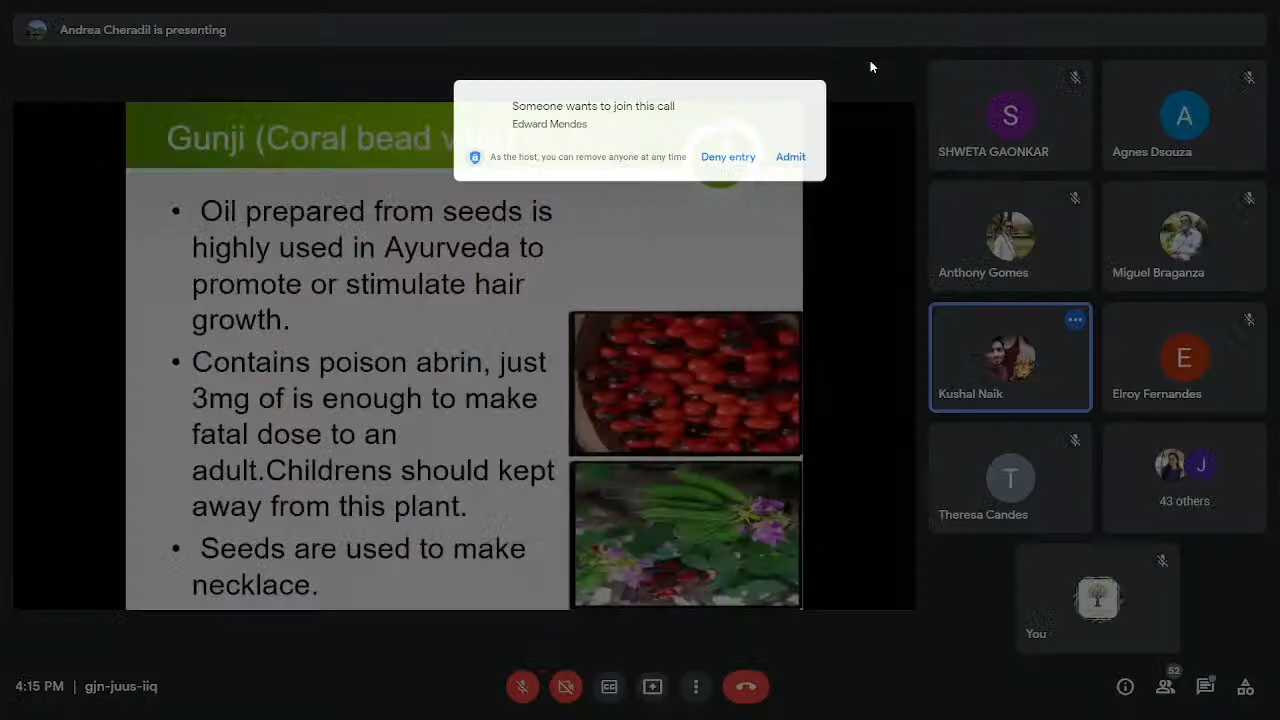 Andrea Cheradil is presenting
Someone wants to join this call
Edward Mendes
As the host, you can remove anyone at any time
Deny entry
Admit
Gunji (Coral bead
• Oil prepared from seeds is
highly used in Ayurveda to
promote or stimulate hair
growth.
• Contains poison abrin, just
3mg of is enough to make
fatal dose to an
adult.Childrens should kept
away from this plant.
• Seeds are used to make
necklace.
S
SHWETA GAONKAR
A
Agnes Dsouza
Anthony Gomes
Miguel Braganza
Kushal Naik
E
Elroy Fernandes
T
Theresa Candes
J
43 others
You
4:15 PM | gjn-juus-iiq
CC
52